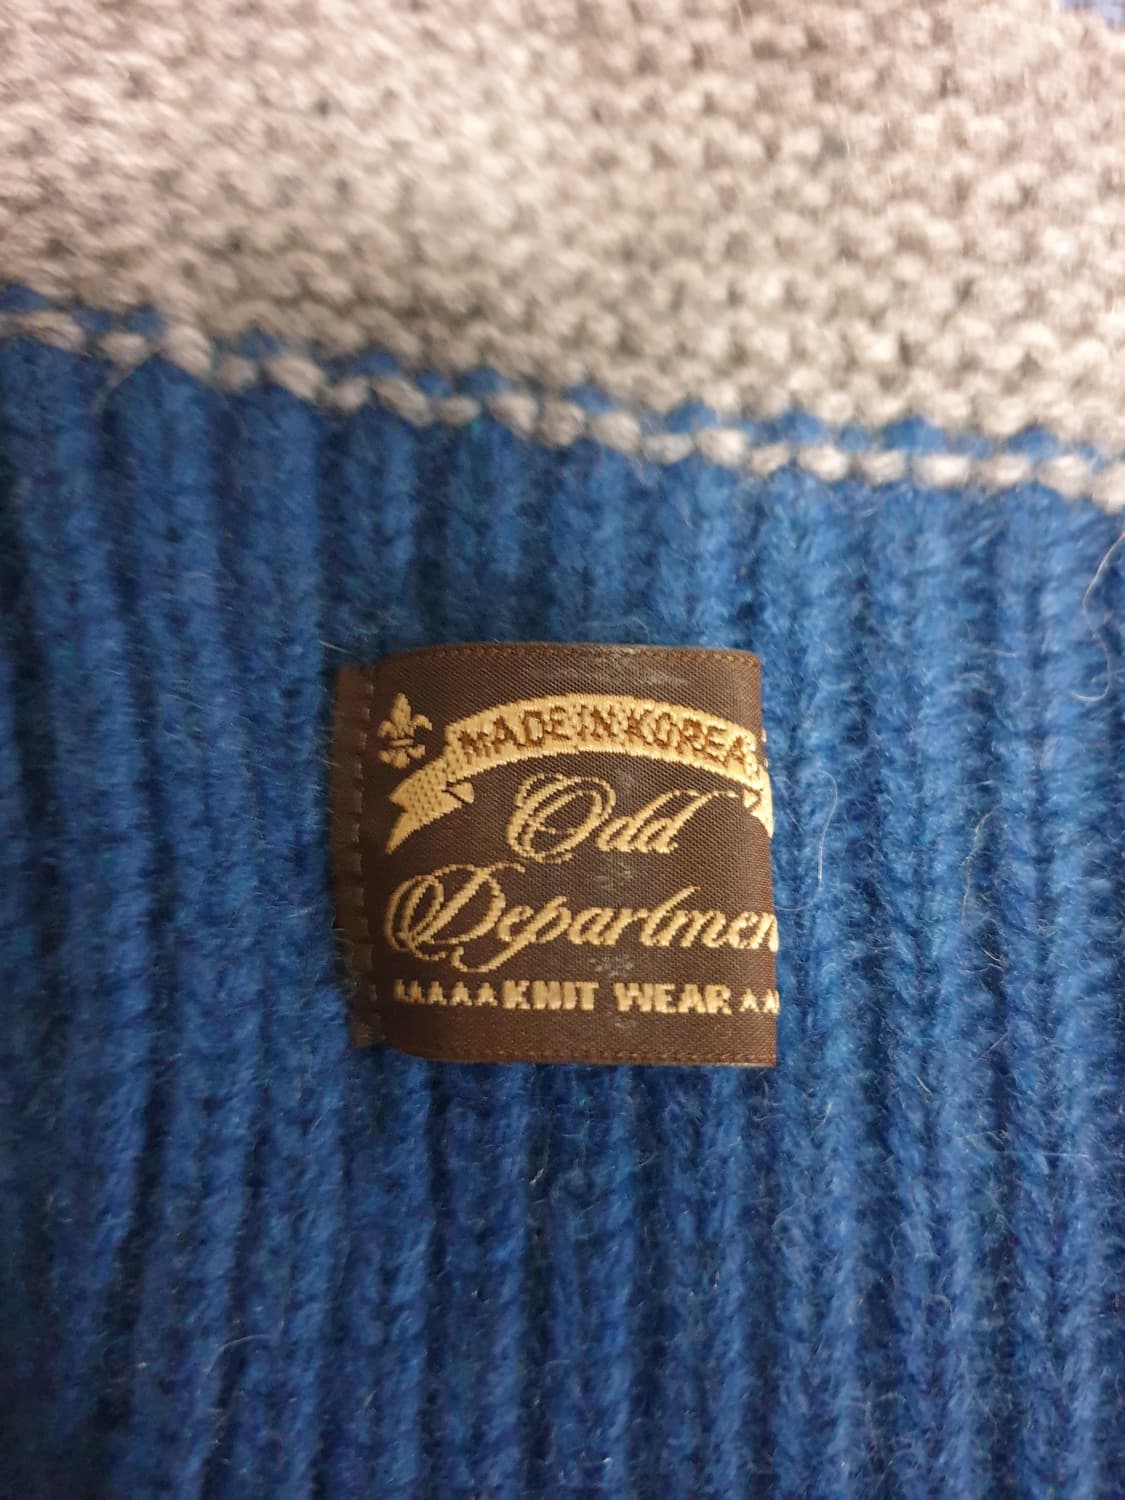 MADE IN KOREA
Odd
Departmen
KNIT WEAR